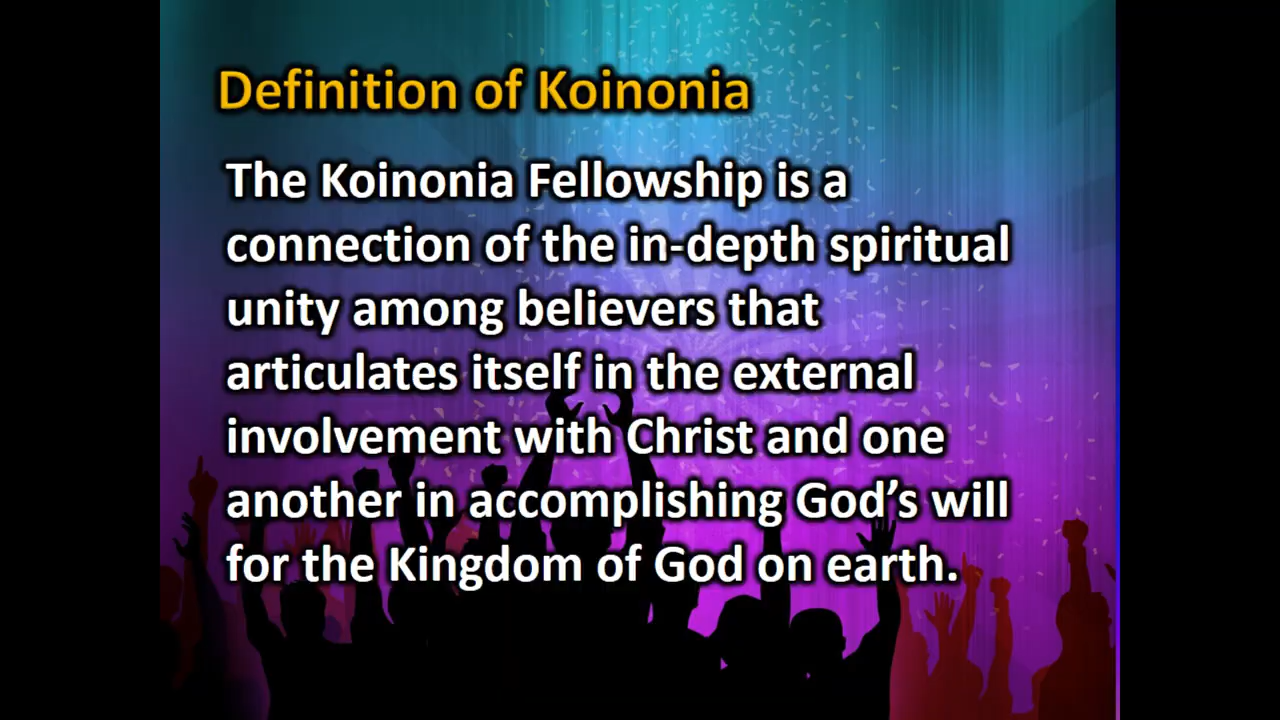 Definition of Koinonia
The Koinonia Fellowship is a
connection of the in-depth spiritual
unity among believers that
articulates itself in the external
involvement with Christ and one
another in accomplishing God’s will
for the Kingdom of God on earth.